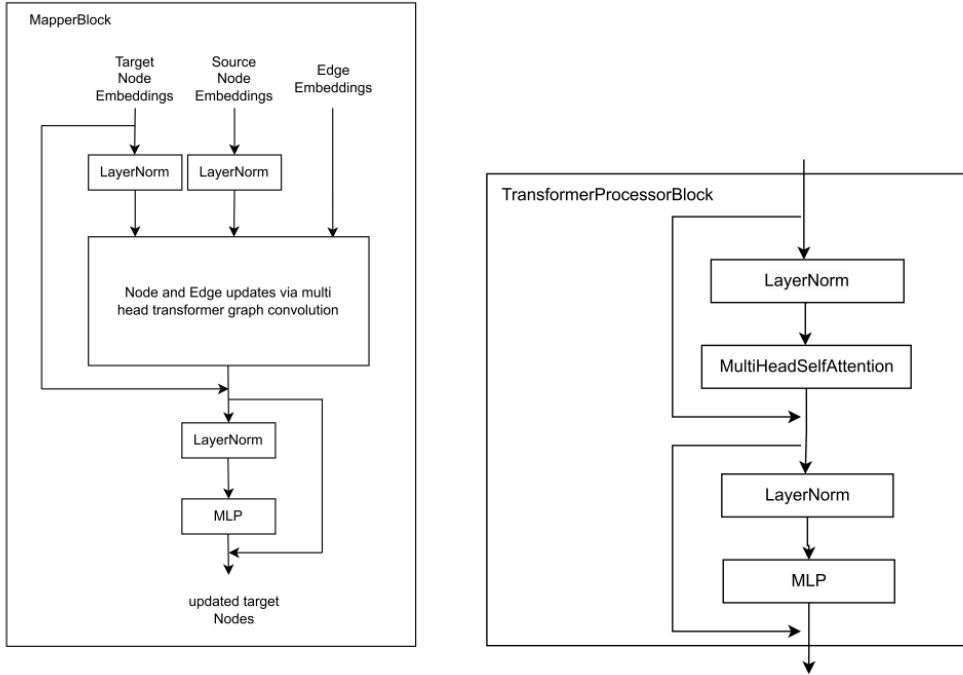 MapperBlock
Target
Node
Embeddings
Source
Node
Embeddings
Edge
Embeddings
LayerNorm
LayerNorm
Node and Edge updates via multi
head transformer graph convolution
LayerNorm
MLP
updated target
Nodes
TransformerProcessorBlock
LayerNorm
MultiHeadSelfAttention
LayerNorm
MLP